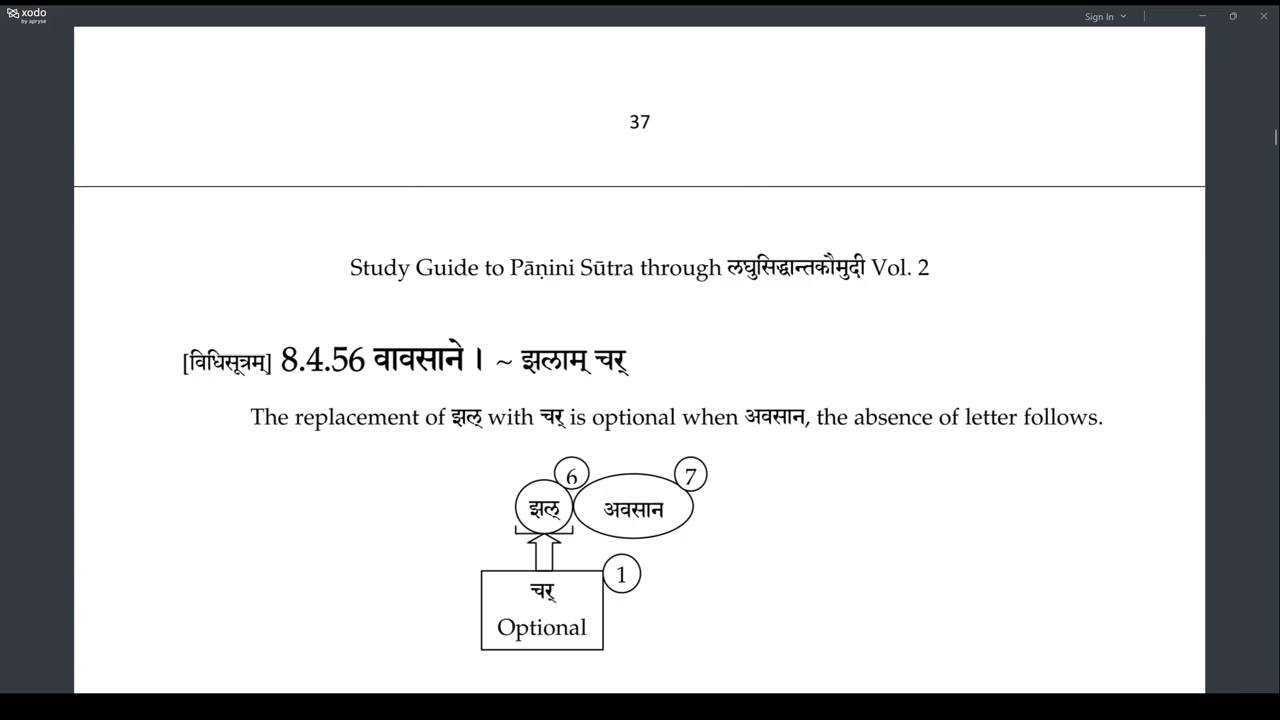 xodo
by apryse
Sign In
37
Study Guide to Pāṇini Sūtra through लघुसिद्धान्तकौमुदी Vol. 2
[विधिसूत्रम्] 8.4.56 वावसाने । ~ झलाम् चर्
The replacement of झल् with चर् is optional when अवसान, the absence of letter follows.
6
7
झल्
अवसान
1
चर्
Optional